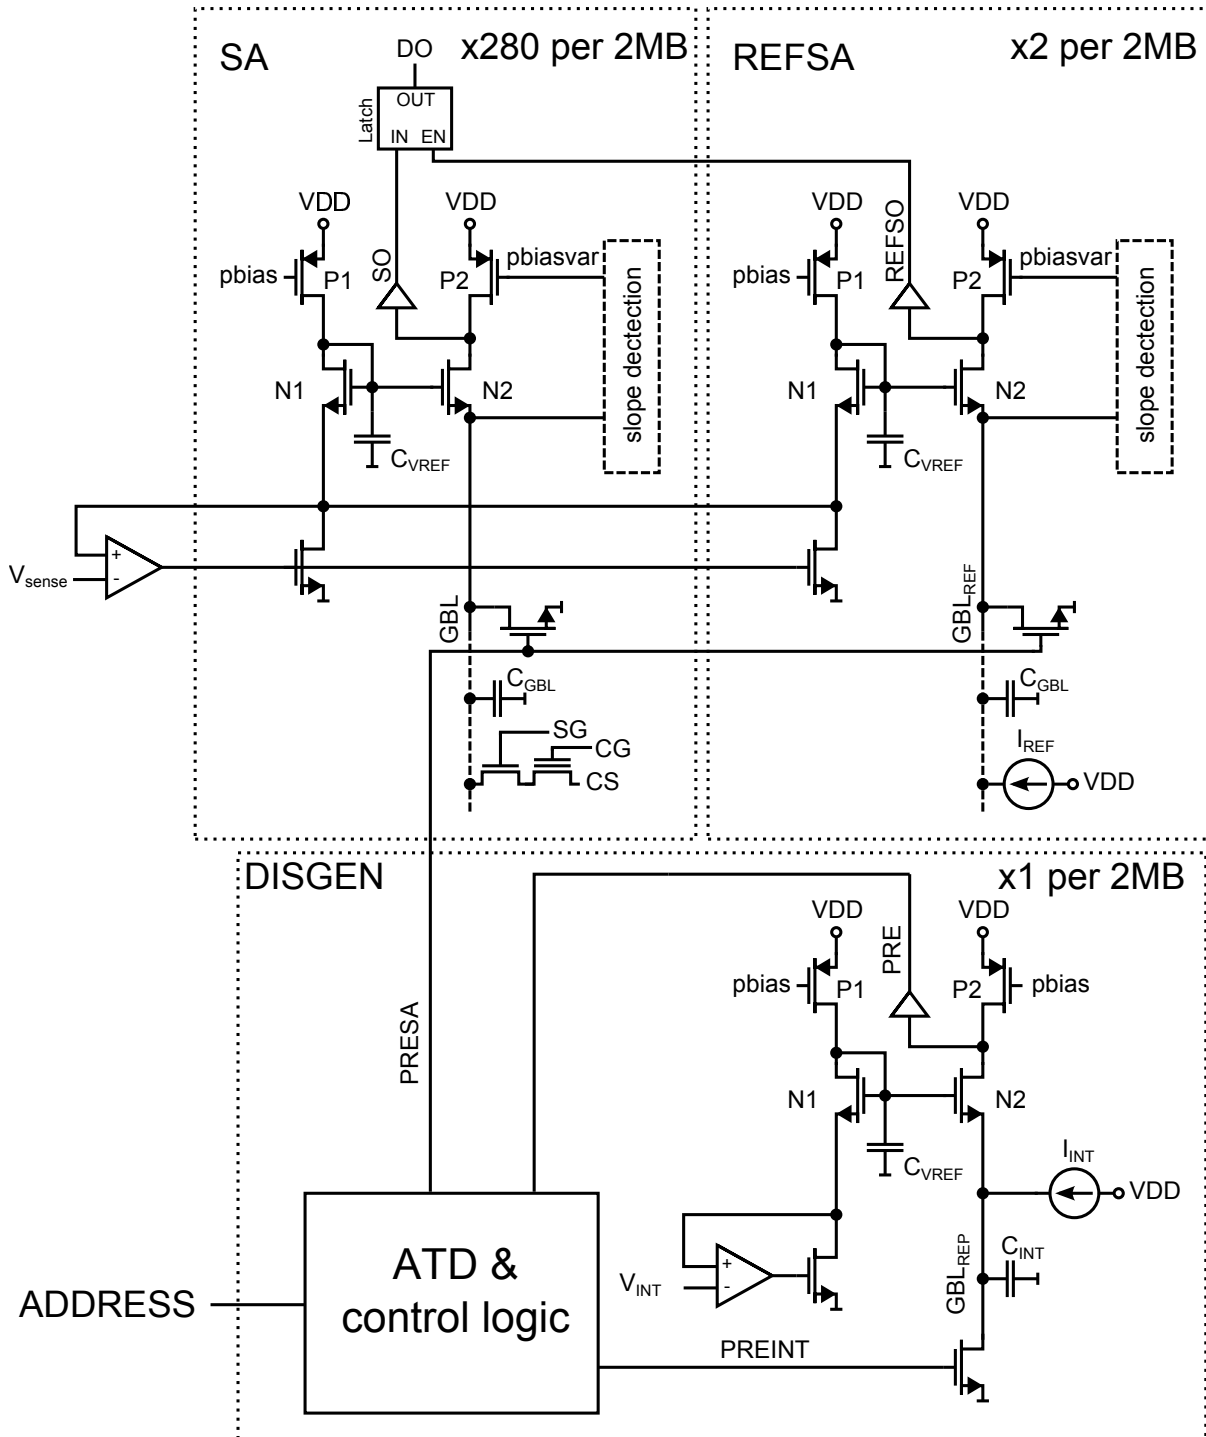 SA
x280 per 2MB
REFSA
x2 per 2MB
DO
OUT
Latch
IN EN
VDD
VDD
VDD
VDD
SO
REFSO
pbias
P1
P2
pbiasvar
pbias
P1
P2
pbiasvar
slope dectection
slope dectection
N1
N2
N1
N2
CVREF
CVREF
+
-
Vsense
GBL
GBLREF
CGBL
CGBL
SG
CG
CS
IREF
VDD
DISGEN
x1 per 2MB
VDD
VDD
PRE
pbias
P1
P2
pbias
PRESA
N1
N2
CVREF
IINT
VDD
+
-
VINT
GBLREP
CINT
ATD &
control logic
ADDRESS
PREINT